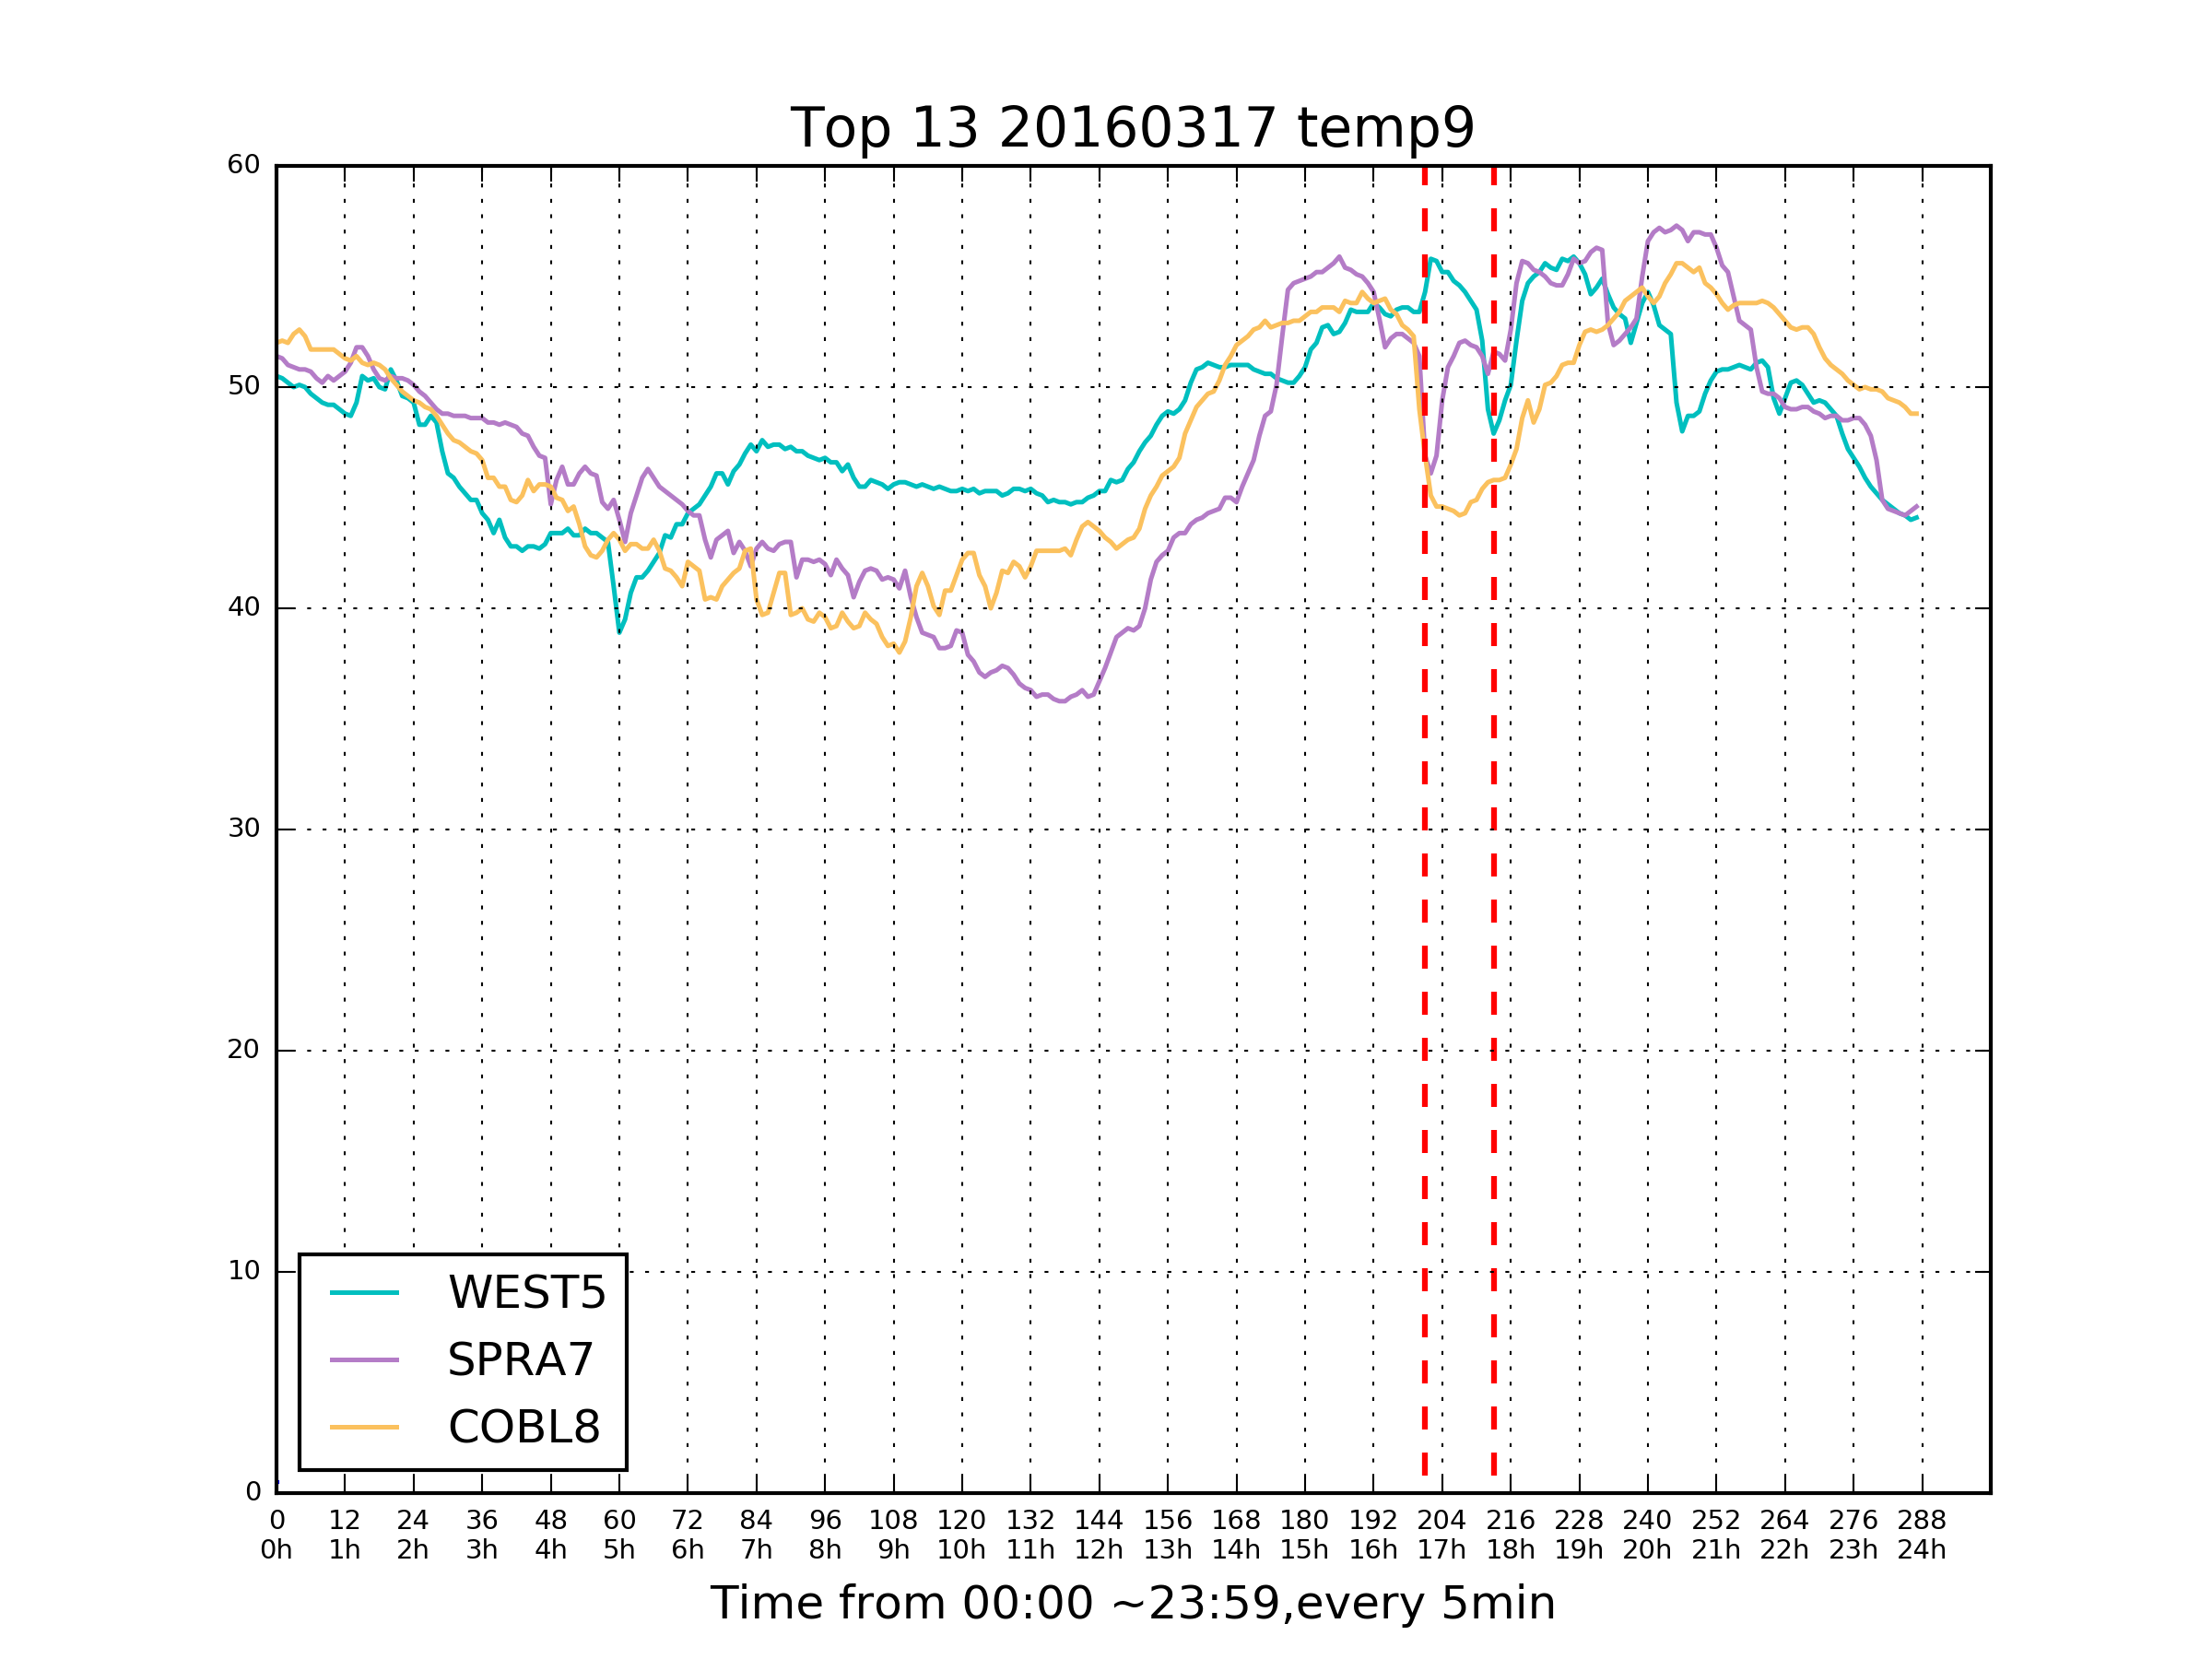 Top 13 20160317 temp9
60
50
40
30
20
10
0
WEST5
SPRA7
COBL8
0 12 24 36 48 60 72 84 96 108 120 132 144 156 168 180 192 204 216 228 240 252 264 276 288
0h 1h 2h 3h 4h 5h 6h 7h 8h 9h 10h 11h 12h 13h 14h 15h 16h 17h 18h 19h 20h 21h 22h 23h 24h
Time from 00:00 ~23:59,every 5min